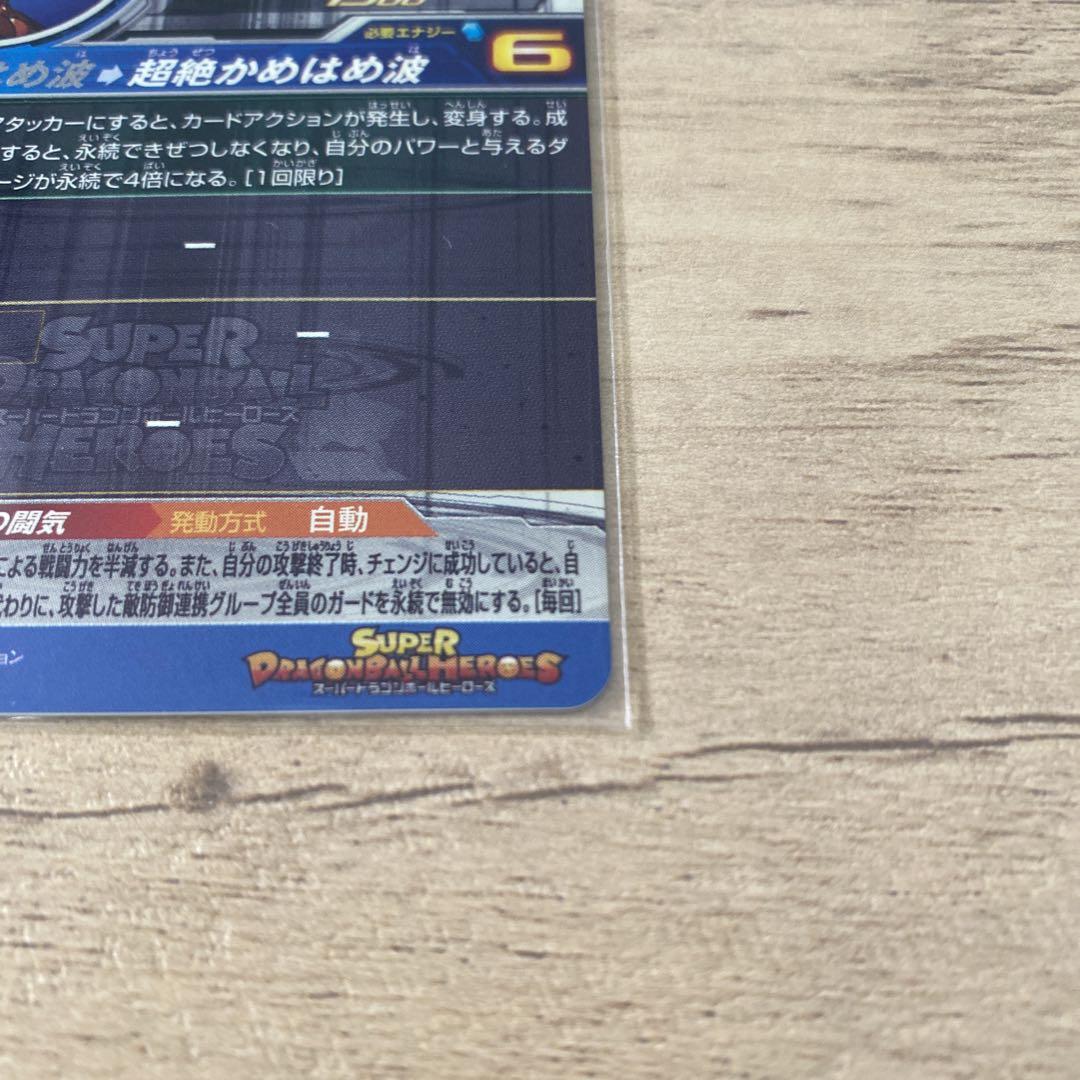 必要エナジー 6
め波➡超絶かめはめ波
アタッカーにすると、カードアクションが発生し、変身する。成
すると、永続できぜつしなくなり、自分のパワーと与えるダ
ージが永続で4倍になる。[1回限り]
ー
ー
ー
SUPER
DRAGONBALL
スーパードラゴンボールヒーローズ
HEROES
の闘気 発動方式 自動
による戦闘力を半減する。また、自分の攻撃終了時、チェンジに成功していると、自
代わりに、攻撃した敵防御連携グループ全員のガードを永続で無効にする。[毎回]
ョン
SUPER
DRAGONBALL HEROES
スーパードラゴンボールヒーローズ